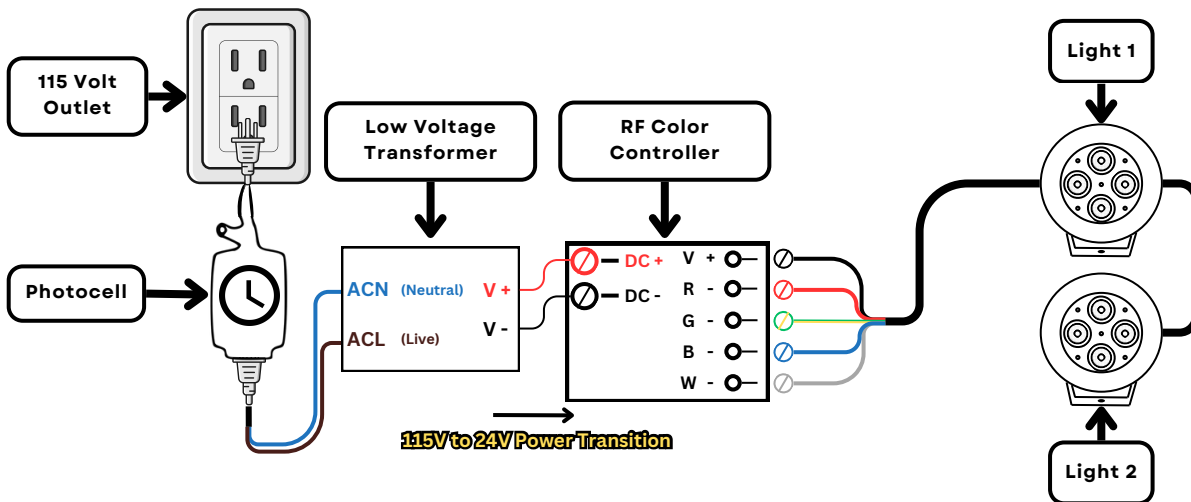 115 Volt
Outlet
Low Voltage
Transformer
RF Color
Controller
Light 1
Photocell
ACN (Neutral) V +
ACL (Live) V -
DC +
DC -
V +
R -
G -
B -
W -
115V to 24V Power Transition
Light 2